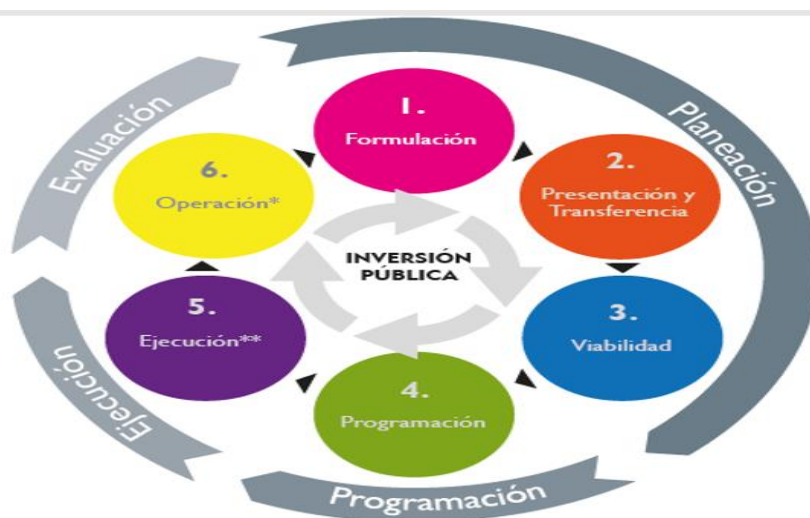 Planeación
Programación
Ejecución
Evaluación
1.
Formulación
2.
Presentación y
Transferencia
3.
Viabilidad
4.
Programación
5.
Ejecución**
6.
Operación*
INVERSIÓN
PÚBLICA